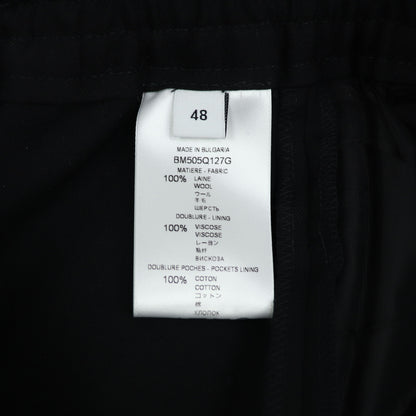 48
MADE IN BULGARIA
BM505Q127G
MATIERE - FABRIC
100% LAINE
WOOL
ウール
羊毛
ШЕРСТЬ
DOUBLURE - LINING
100% VISCOSE
VISCOSE
レーヨン
ВИСКОЗА
DOUBLURE POCHES - POCKETS LINING
100% COTON
COTTON
コットン
棉
ХЛОПОК